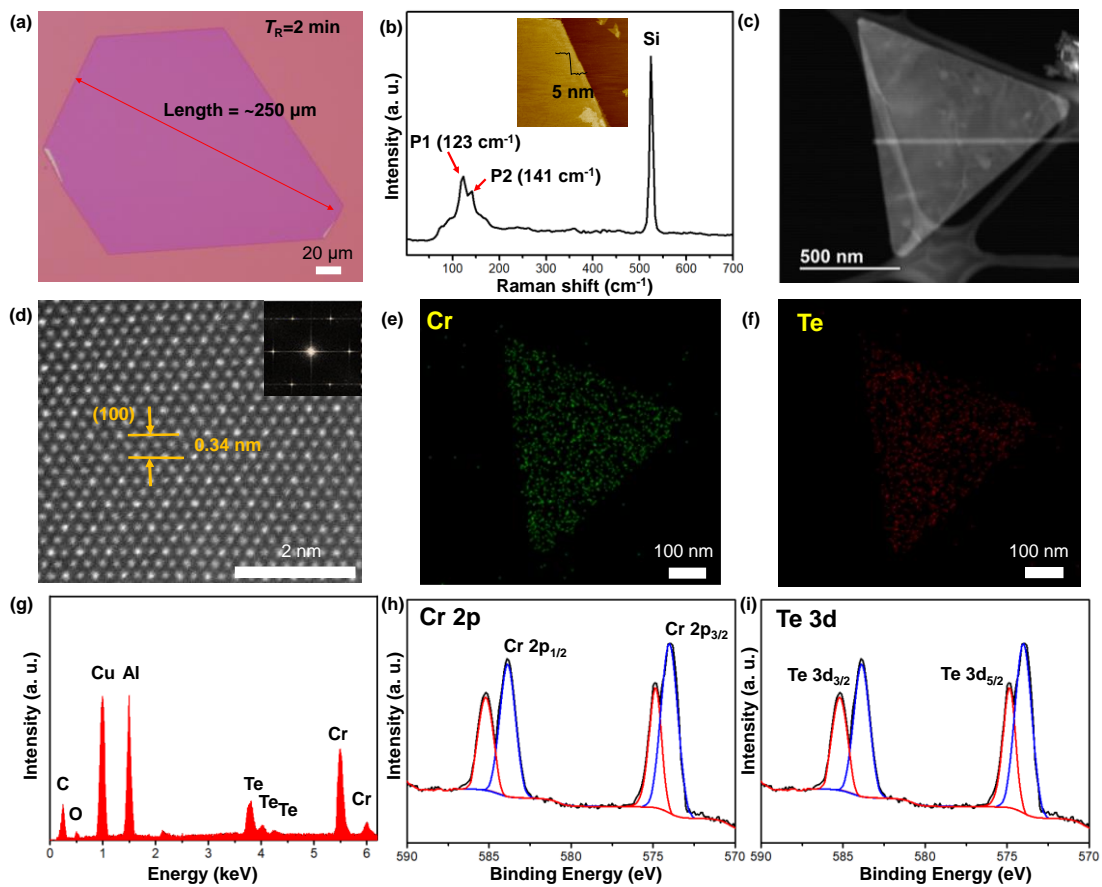 (a)
T_R=2 min
Length = ~250 µm
20 µm
(b)
Intensity (a. u.)
P1 (123 cm⁻¹)
P2 (141 cm⁻¹)
5 nm
Si
100 200 300 400 500 600 700
Raman shift (cm⁻¹)
(c)
500 nm
(d)
(100)
0.34 nm
2 nm
(e)
Cr
100 nm
(f)
Te
100 nm
(g)
Intensity (a. u.)
C
O
Cu
Al
Te
Te
Te
Cr
Cr
0 1 2 3 4 5 6
Energy (keV)
(h)
Cr 2p
Intensity (a. u.)
Cr 2p₁/₂
Cr 2p₃/₂
590 585 580 575 570
Binding Energy (eV)
(i)
Te 3d
Intensity (a. u.)
Te 3d₃/₂
Te 3d₅/₂
590 585 580 575 570
Binding Energy (eV)